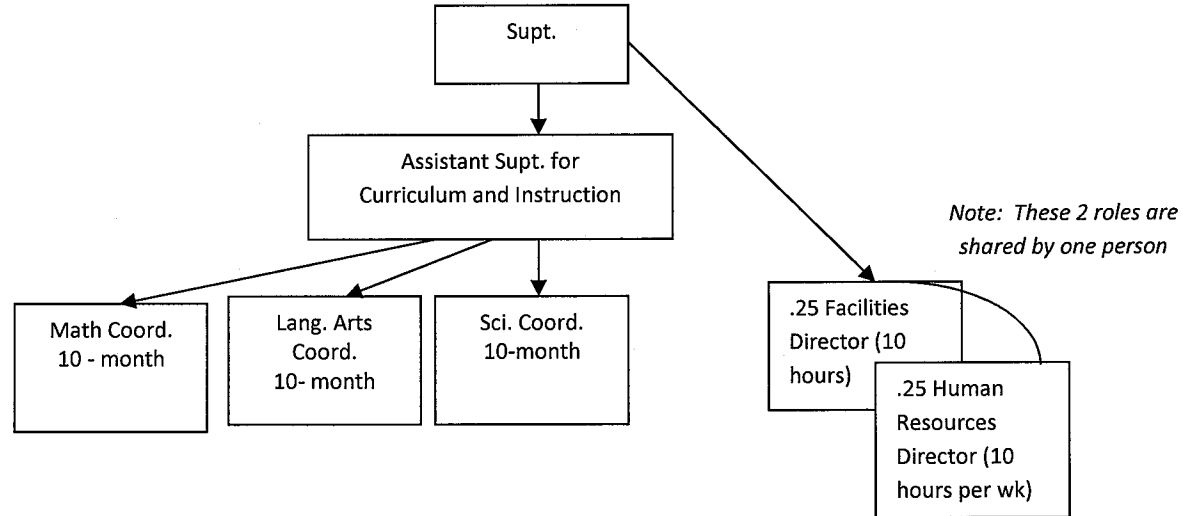 Supt.
Assistant Supt. for
Curriculum and Instruction
Note:  These 2 roles are
shared by one person
Math Coord.
10 - month
Lang. Arts
Coord.
10- month
Sci. Coord.
10-month
.25 Facilities
Director (10
hours)
.25 Human
Resources
Director (10
hours per wk)